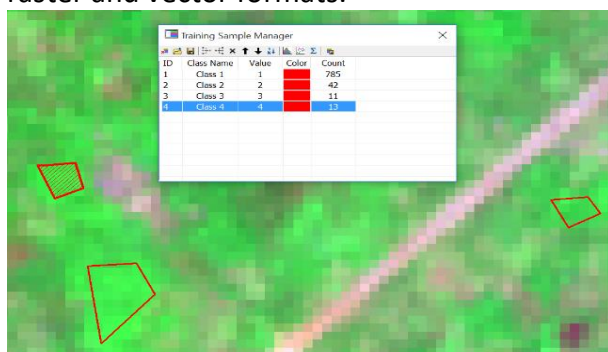 raster and vector formats.
Training Sample Manager
ID Class Name Value Color Count
1 Class 1 1 785
2 Class 2 2 42
3 Class 3 3 11
4 Class 4 4 13